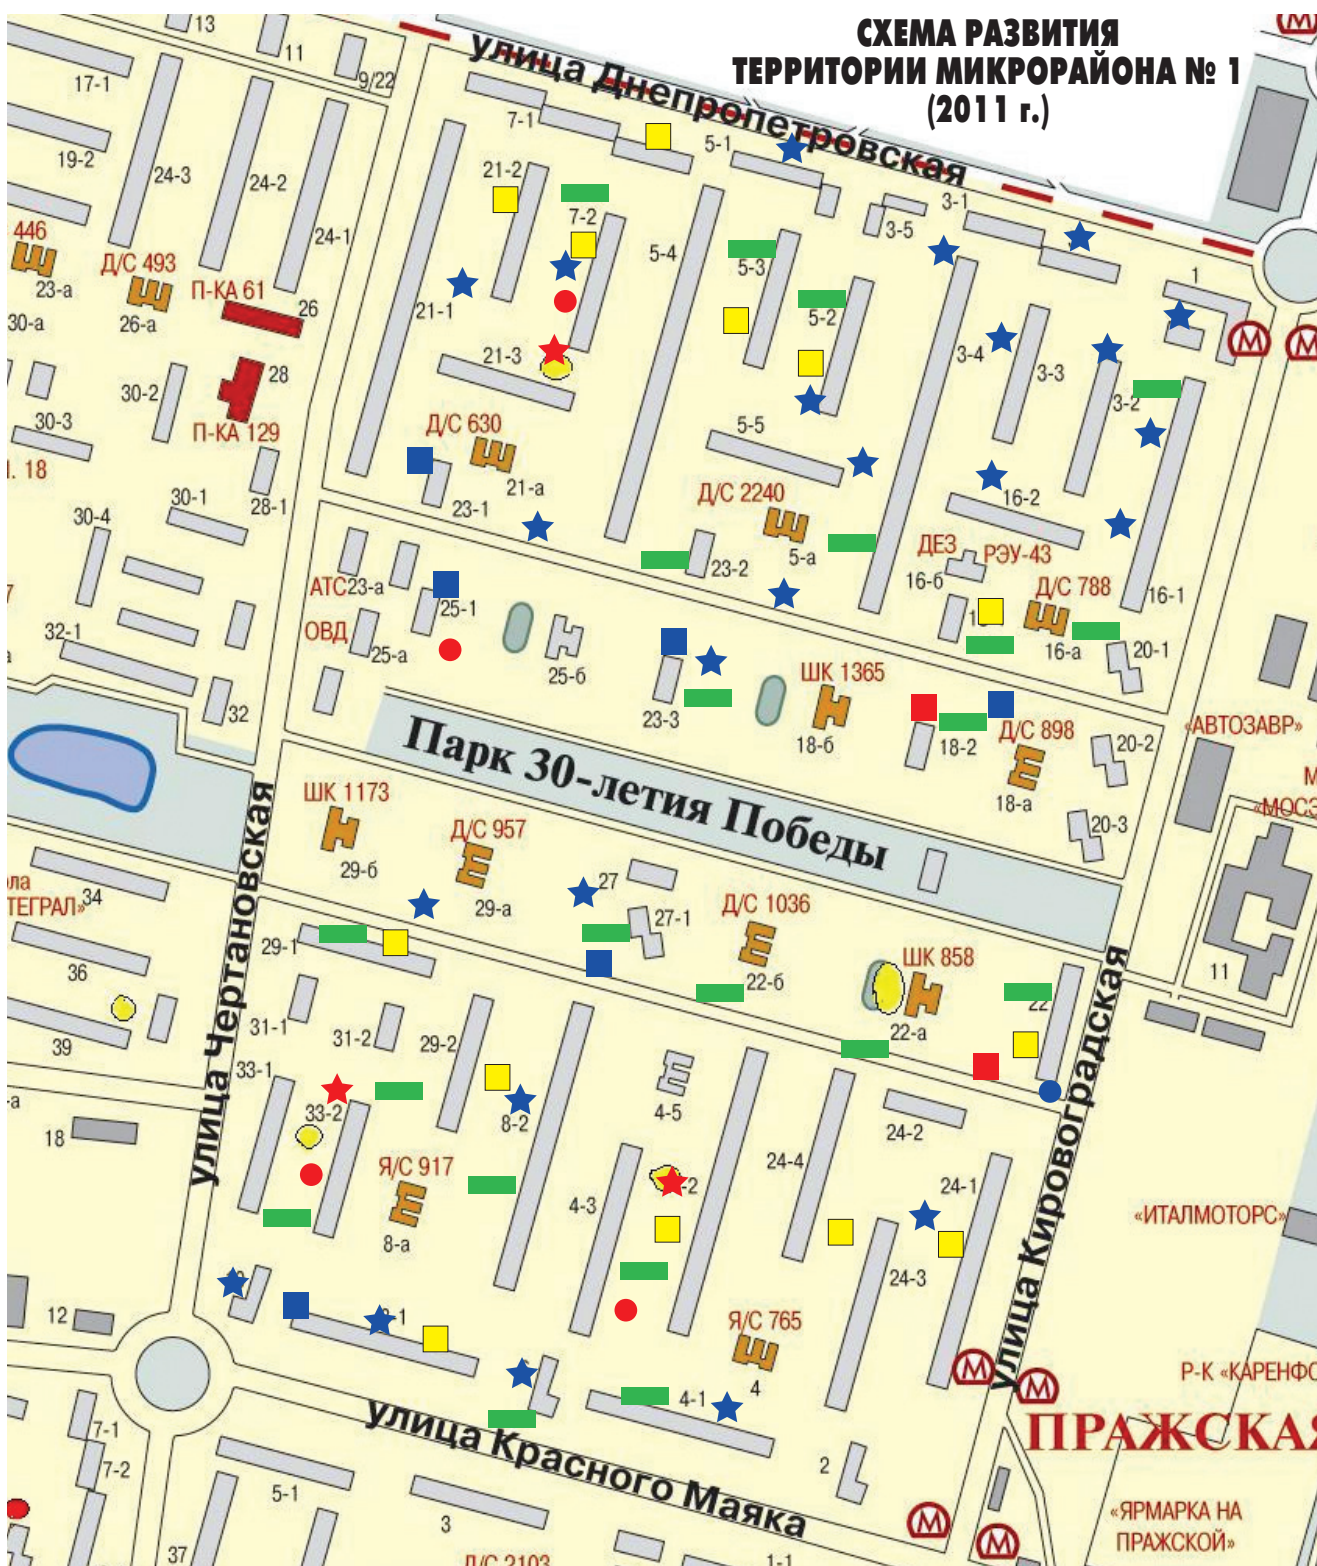 СХЕМА РАЗВИТИЯ
ТЕРРИТОРИИ МИКРОРАЙОНА № 1
(2011 г.)
улица Днепропетровская
13
11
9/22
17-1
19-2
24-3
24-2
24-1
446
23-а
Д/С 493
26-а
П-КА 61
26
30-а
28
П-КА 129
30-2
30-3
30-1
28-1
30-4
32-1
32
7-1
5-1
21-2
7-2
5-4
5-3
5-2
3-5
3-1
1
21-1
21-3
3-4
3-3
3-2
Д/С 630
21-а
23-1
5-5
Д/С 2240
5-а
23-2
16-2
ДЕЗ
РЭУ-43
16-б
Д/С 788
16-а
16-1
20-1
АТС
23-а
25-1
ОВД
25-а
25-б
23-3
ШК 1365
18-б
18-2
Д/С 898
18-а
20-2
20-3
«АВТОЗАВР»
Парк 30-летия Победы
ШК 1173
29-б
Д/С 957
29-а
27
27-1
Д/С 1036
22-б
ШК 858
22-а
22
11
34
36
39
18
12
улица Чертановская
29-1
31-1
31-2
29-2
33-1
33-2
8-2
4-5
24-4
24-2
24-1
24-3
4-3
Я/С 917
8-а
Я/С 765
4
4-1
2
улица Кировоградская
«ИТАЛМОТОРС»
М
ПРАЖСКАЯ
«ЯРМАРКА НА
ПРАЖСКОЙ»
улица Красного Маяка
7-1
7-2
5-1
3
37
Д/С 2103
1-1